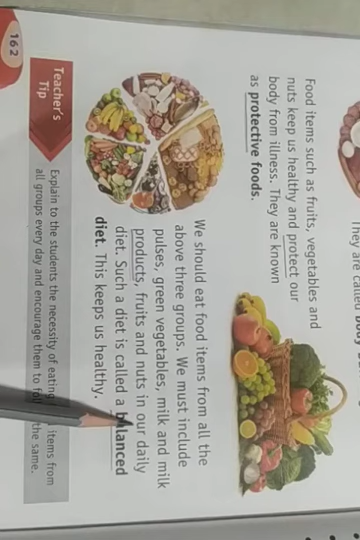 They are called
Food items such as fruits, vegetables and
nuts keep us healthy and protect our
body from illness. They are known
as protective foods.
We should eat food items from all the
above three groups. We must include
pulses, green vegetables, milk and milk
products, fruits and nuts in our daily
diet. Such a diet is called a balanced
diet. This keeps us healthy.
Teacher's
Tip
Explain to the students the necessity of eating items from
all groups every day and encourage them to the same.
162